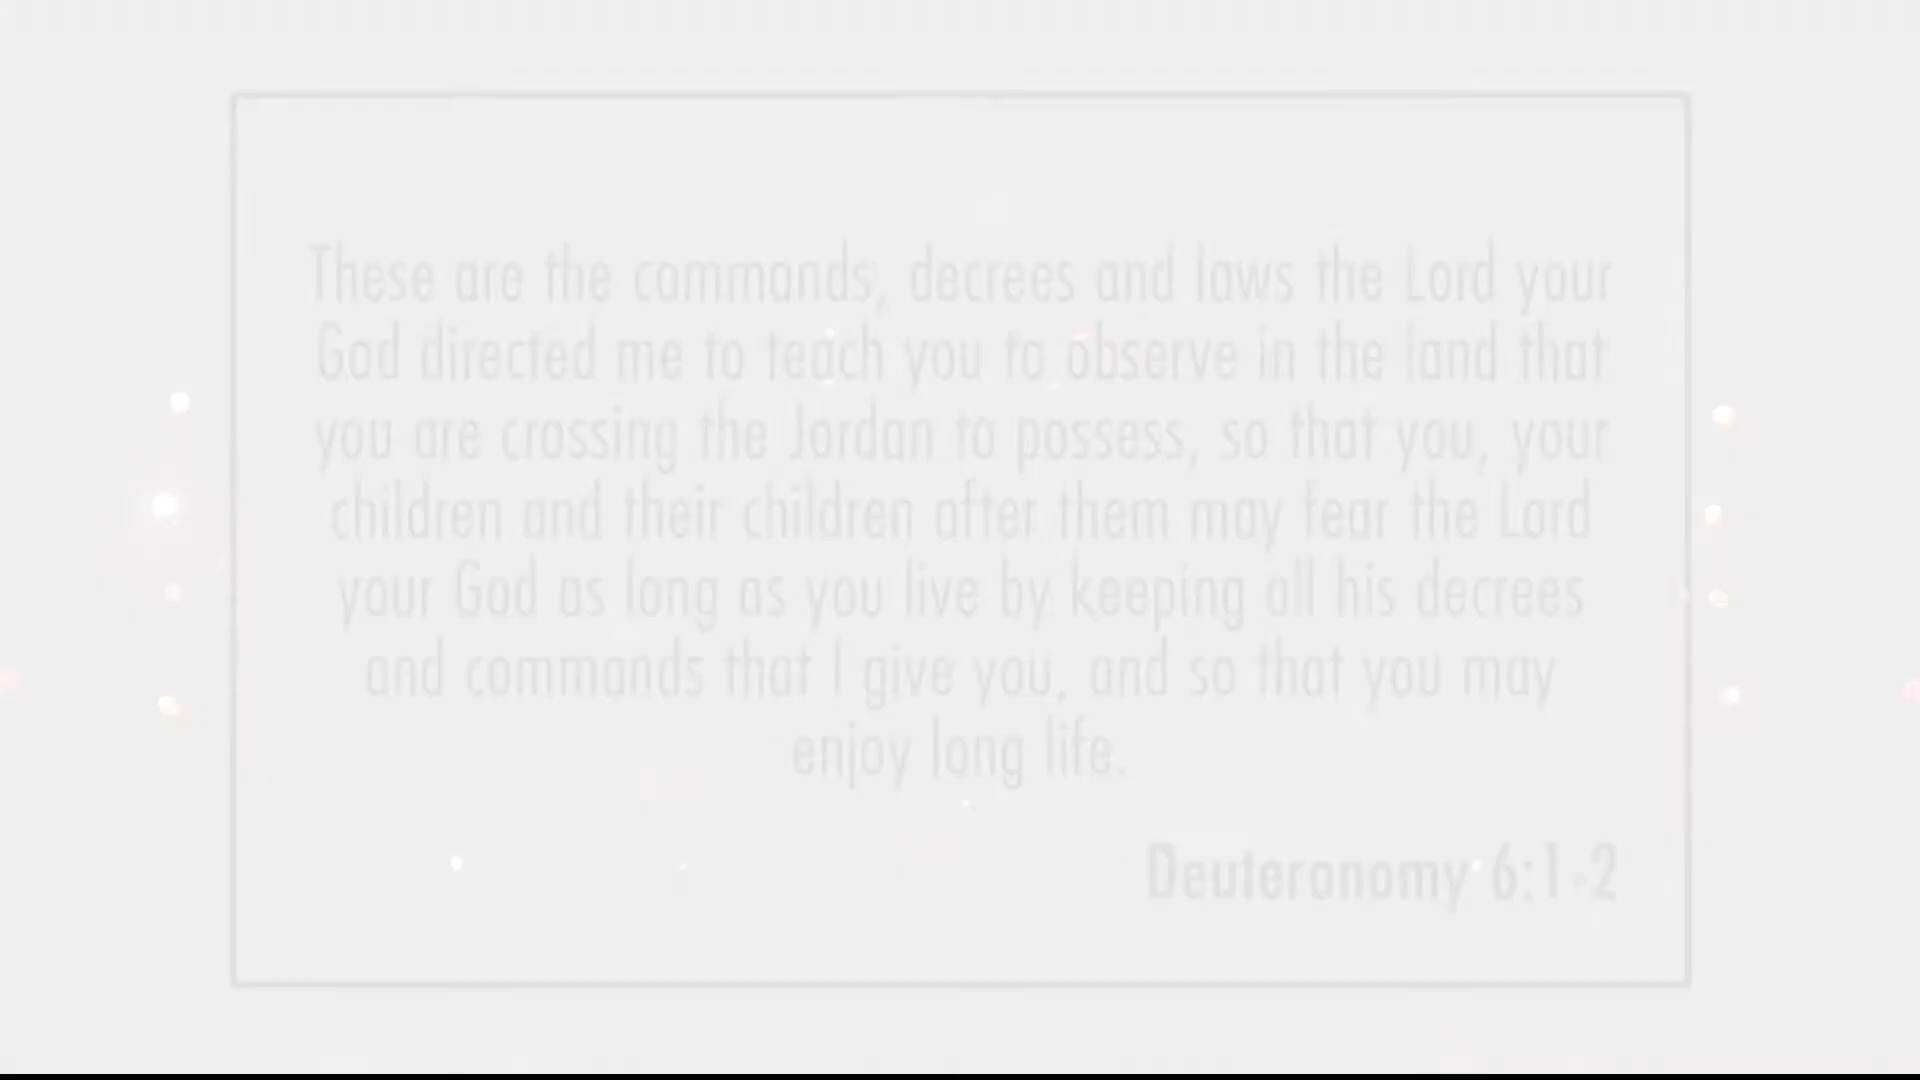 These are the commands, decrees and laws the Lord your
God directed me to teach you to observe in the land that
you are crossing the Jordan to possess, so that you, your
children and their children after them may fear the Lord
your God as long as you live by keeping all his decrees
and commands that I give you, and so that you may
enjoy long life.
Deuteronomy 6:1-2